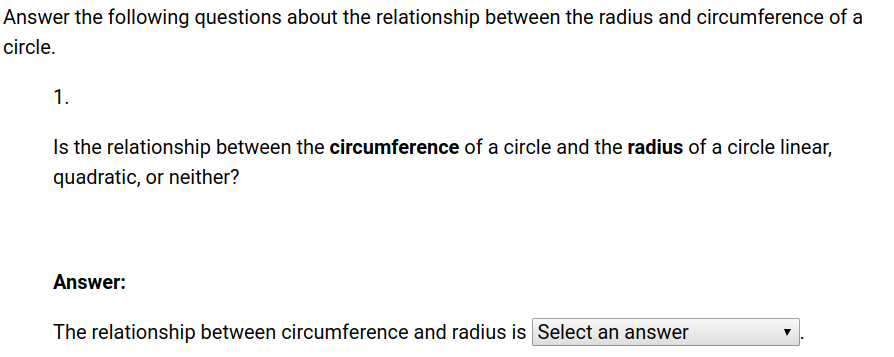 Answer the following questions about the relationship between the radius and circumference of a
circle.
1.
Is the relationship between the circumference of a circle and the radius of a circle linear,
quadratic, or neither?
Answer:
The relationship between circumference and radius is Select an answer .